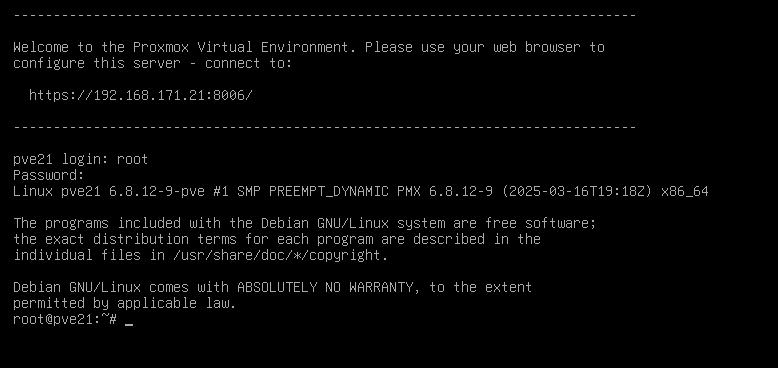 ------------------------------------------------------------------------------
Welcome to the Proxmox Virtual Environment. Please use your web browser to
configure this server - connect to:
https://192.168.171.21:8006/
------------------------------------------------------------------------------
pve21 login: root
Password:
Linux pve21 6.8.12-9-pve #1 SMP PREEMPT_DYNAMIC PMX 6.8.12-9 (2025-03-16T19:18Z) x86_64
The programs included with the Debian GNU/Linux system are free software;
the exact distribution terms for each program are described in the
individual files in /usr/share/doc/*/copyright.
Debian GNU/Linux comes with ABSOLUTELY NO WARRANTY, to the extent
permitted by applicable law.
root@pve21:~# _